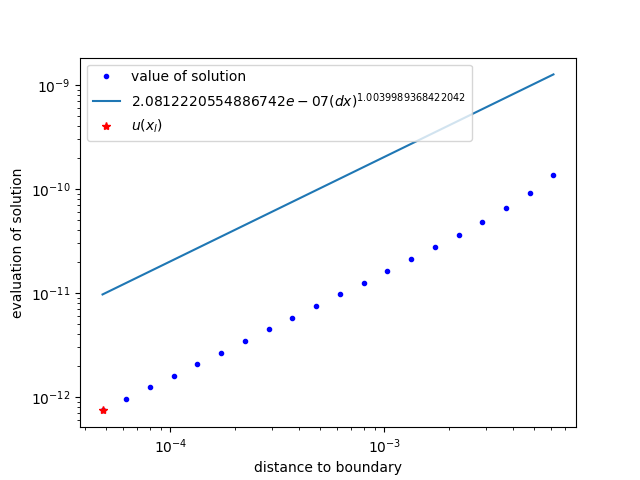 value of solution
2.0812220554886742e − 07(dx)^1.0039989368422042
u(x_l)
10^−9
10^−10
10^−11
10^−12
evaluation of solution
10^−4
10^−3
distance to boundary